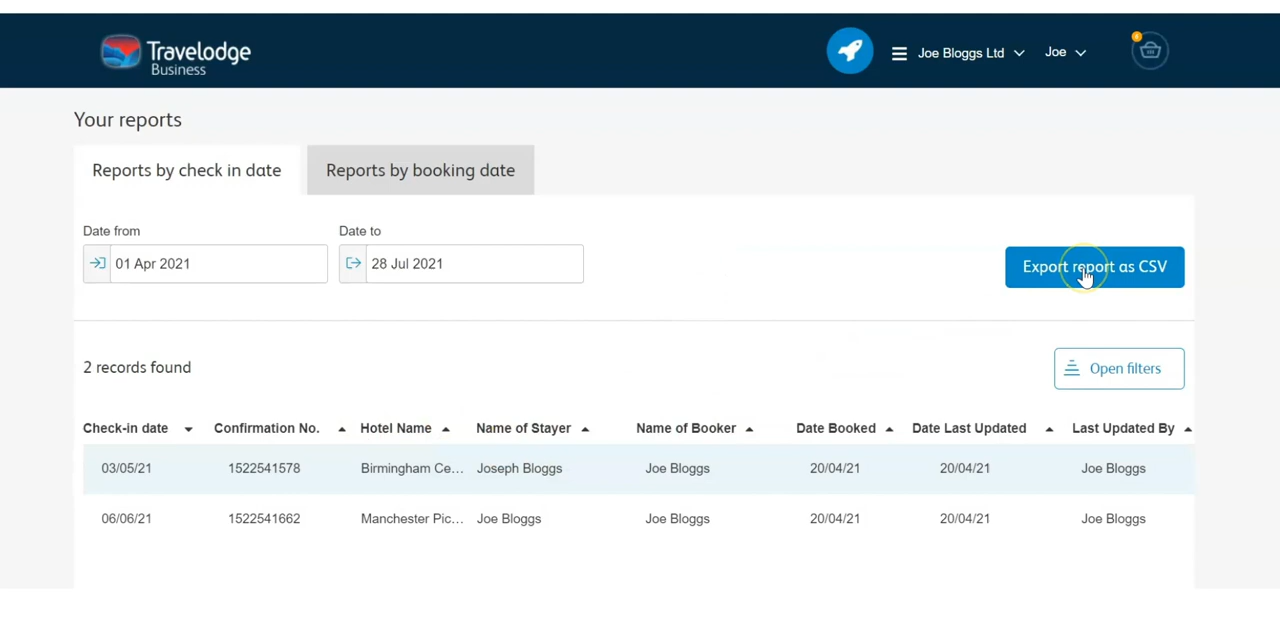 Travelodge
Business
Joe Bloggs Ltd
Joe
0
Your reports
Reports by check in date
Reports by booking date
Date from
Date to
01 Apr 2021
28 Jul 2021
Export report as CSV
2 records found
Open filters
Check-in date Confirmation No. Hotel Name Name of Stayer Name of Booker Date Booked Date Last Updated Last Updated By
03/05/21 1522541578 Birmingham Ce... Joseph Bloggs Joe Bloggs 20/04/21 20/04/21 Joe Bloggs
06/06/21 1522541662 Manchester Pic... Joe Bloggs Joe Bloggs 20/04/21 20/04/21 Joe Bloggs